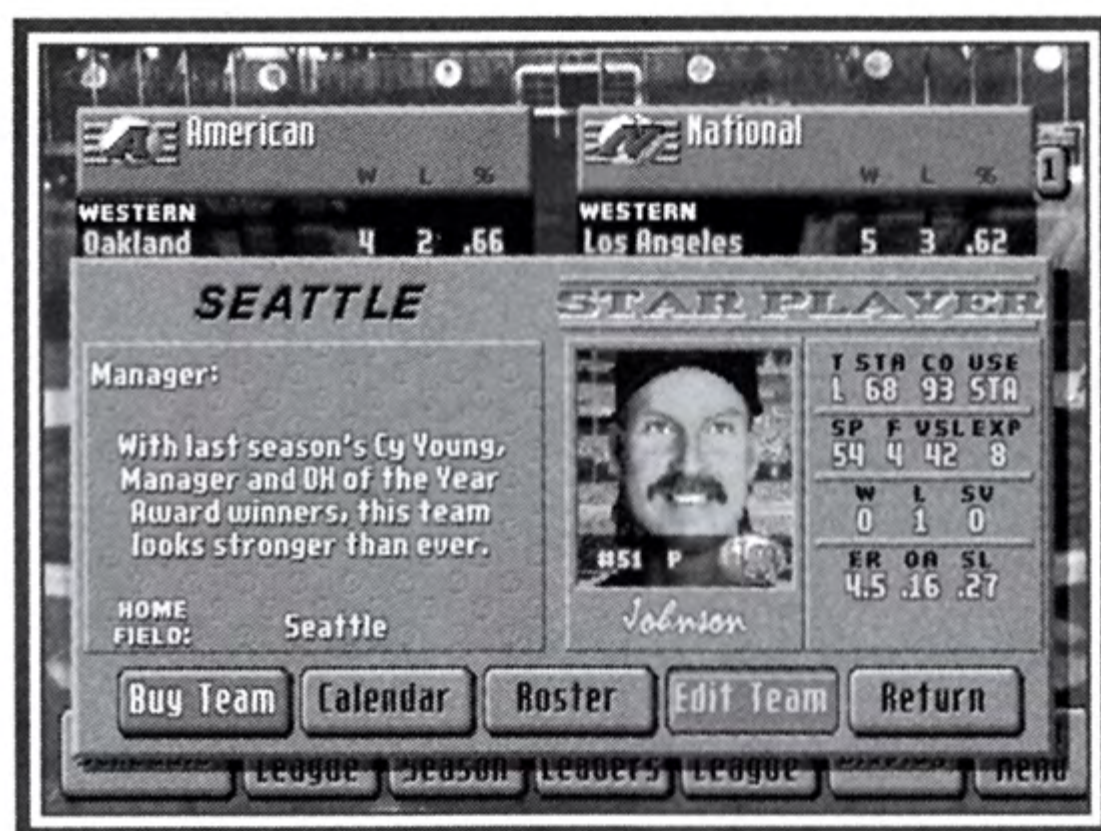 American
W L %
WESTERN
Oakland 4 2 .66
National
W L %
WESTERN
Los Angeles 5 3 .62
1
SEATTLE
Manager:
With last season's Cy Young,
Manager and DH of the Year
Award winners, this team
looks stronger than ever.
HOME
FIELD: Seattle
STAR PLAYER
#51 P
Johnson
T STA CO USE
L 68 93 STA
SP F VSL EXP
54 4 42 8
W L SV
0 1 0
ER OA SL
4.5 .16 .27
Buy Team Calendar Roster Edit Team Return
League Season Leaders League Menu